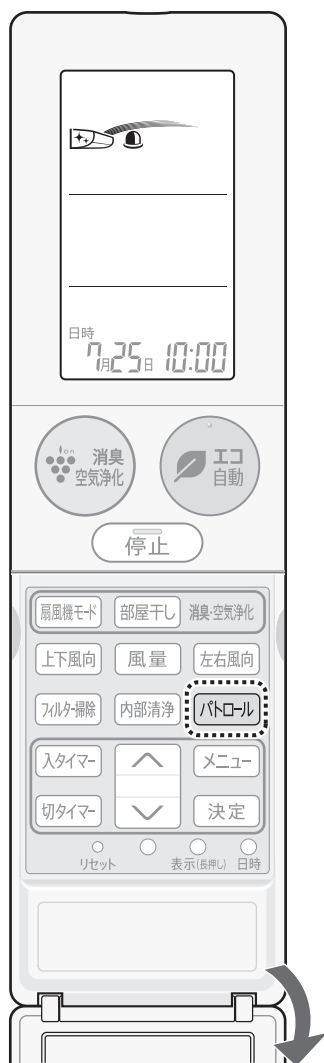 日時
7月25日 10:00
ion 消臭 空気浄化
エコ 自動
停止
扇風機モード 部屋干し 消臭・空気浄化
上下風向 風量 左右風向
フィルター掃除 内部清浄 パトロール
入タイマー メニュー
切タイマー 決定
リセット 表示(長押し) 日時